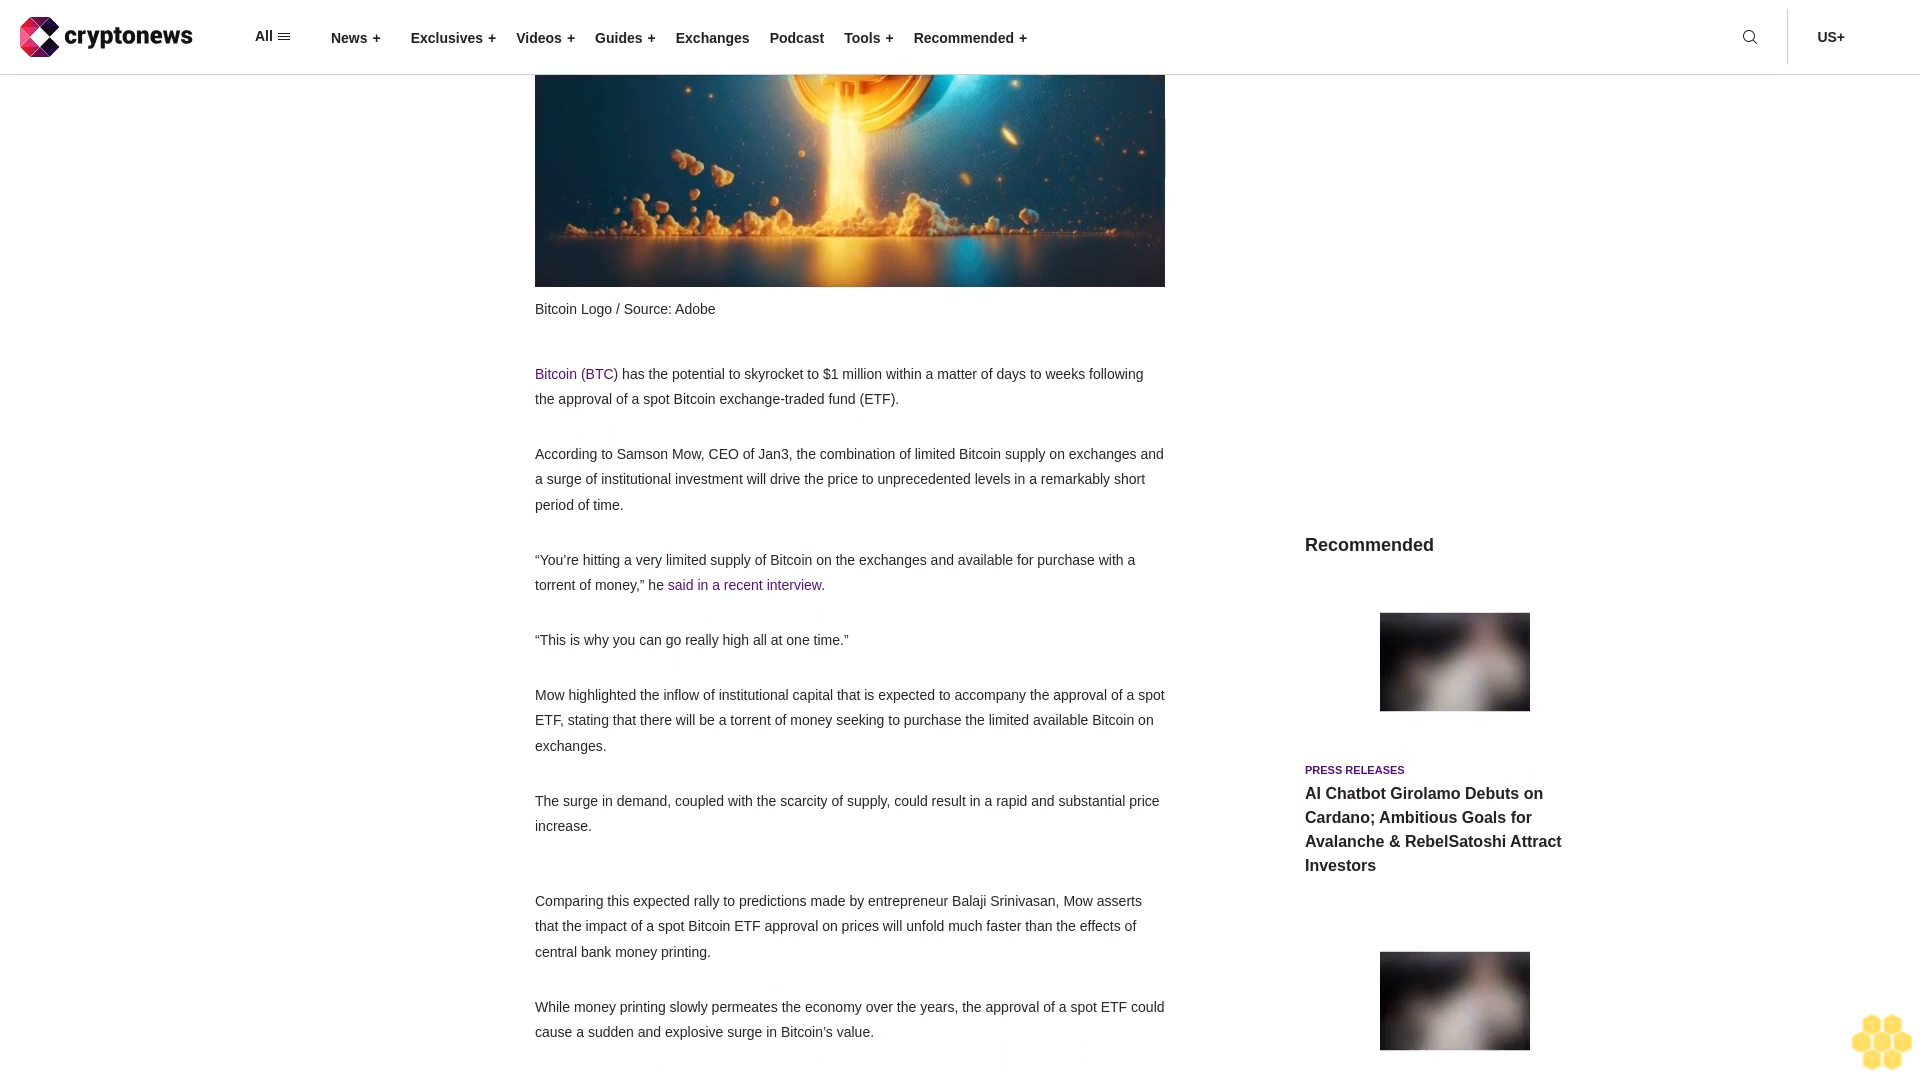 cryptonews
All
News +
Exclusives +
Videos +
Guides +
Exchanges
Podcast
Tools +
Recommended +
US+
Bitcoin Logo / Source: Adobe
Bitcoin (BTC) has the potential to skyrocket to $1 million within a matter of days to weeks following
the approval of a spot Bitcoin exchange-traded fund (ETF).
According to Samson Mow, CEO of Jan3, the combination of limited Bitcoin supply on exchanges and
a surge of institutional investment will drive the price to unprecedented levels in a remarkably short
period of time.
“You’re hitting a very limited supply of Bitcoin on the exchanges and available for purchase with a
torrent of money,” he said in a recent interview.
“This is why you can go really high all at one time.”
Mow highlighted the inflow of institutional capital that is expected to accompany the approval of a spot
ETF, stating that there will be a torrent of money seeking to purchase the limited available Bitcoin on
exchanges.
The surge in demand, coupled with the scarcity of supply, could result in a rapid and substantial price
increase.
Comparing this expected rally to predictions made by entrepreneur Balaji Srinivasan, Mow asserts
that the impact of a spot Bitcoin ETF approval on prices will unfold much faster than the effects of
central bank money printing.
While money printing slowly permeates the economy over the years, the approval of a spot ETF could
cause a sudden and explosive surge in Bitcoin’s value.
Recommended
PRESS RELEASES
AI Chatbot Girolamo Debuts on
Cardano; Ambitious Goals for
Avalanche & RebelSatoshi Attract
Investors